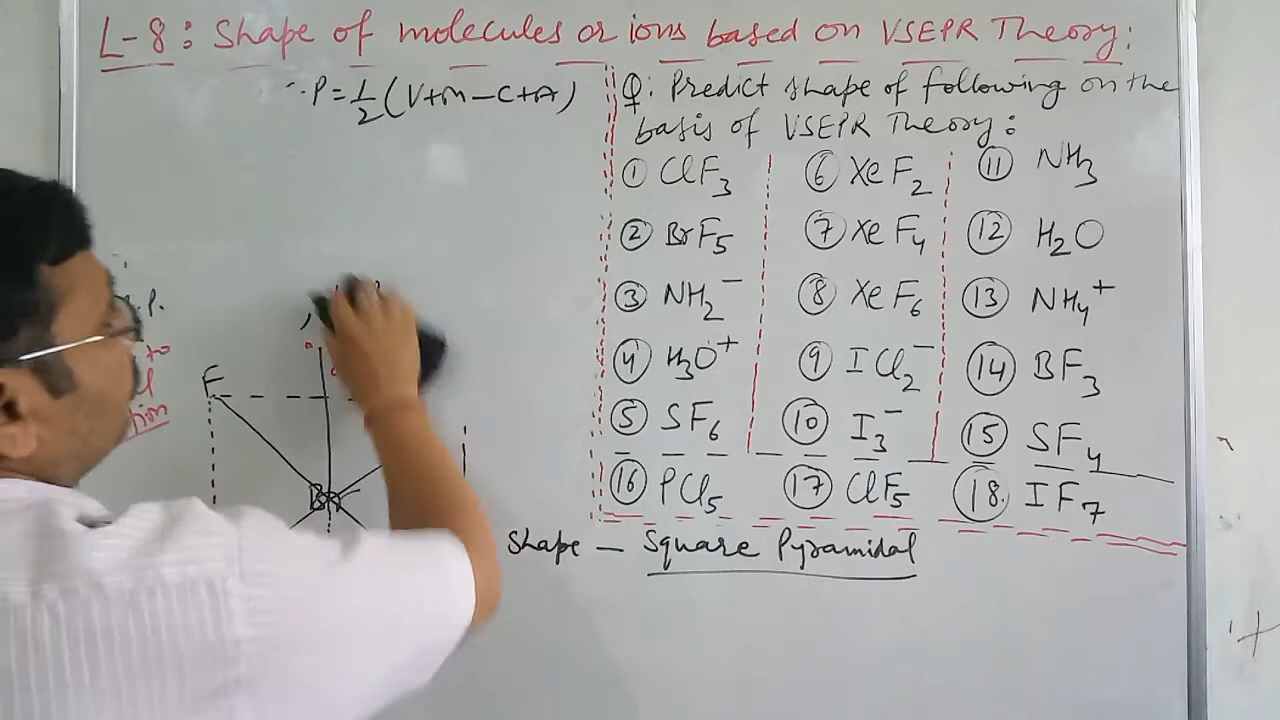 L-8: Shape of molecules or ions based on VSEPR Theory:
∴P=1/2(V+M-C+A)
Q: Predict shape of following on the
basis of VSEPR Theory:
① ClF₃ ⑥ XeF₂ ⑪ NH₃
② BrF₅ ⑦ XeF₄ ⑫ H₂O
③ NH₂⁻ ⑧ XeF₆ ⑬ NH₄⁺
④ H₃O⁺ ⑨ ICl₂⁻ ⑭ BF₃
⑤ SF₆ ⑩ I₃⁻ ⑮ SF₄
⑯ PCl₅ ⑰ ClF₅ ⑱ IF₇
P.
to
F
Br
Shape - Square Pyramidal